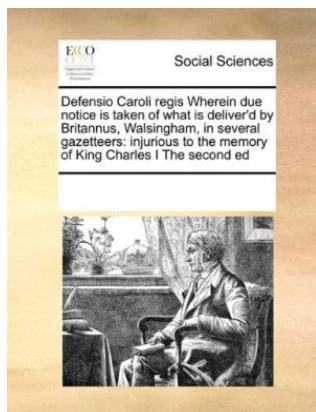 ECCO
Social Sciences
Defensio Caroli regis Wherein due
notice is taken of what is deliver'd by
Britannus, Walsingham, in several
gazetteers: injurious to the memory
of King Charles I The second ed